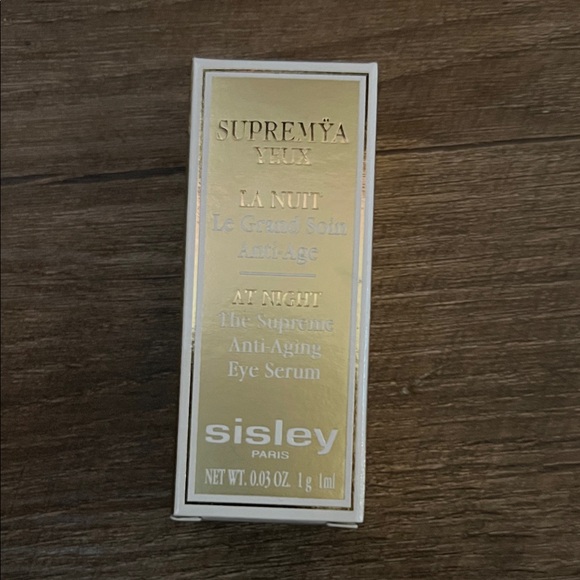 SUPREMŸA
YEUX
LA NUIT
Le Grand Soin
Anti-Age
AT NIGHT
The Supreme
Anti-Aging
Eye Serum
sisley
PARIS
NET WT. 0.03 OZ. 1 g 1ml